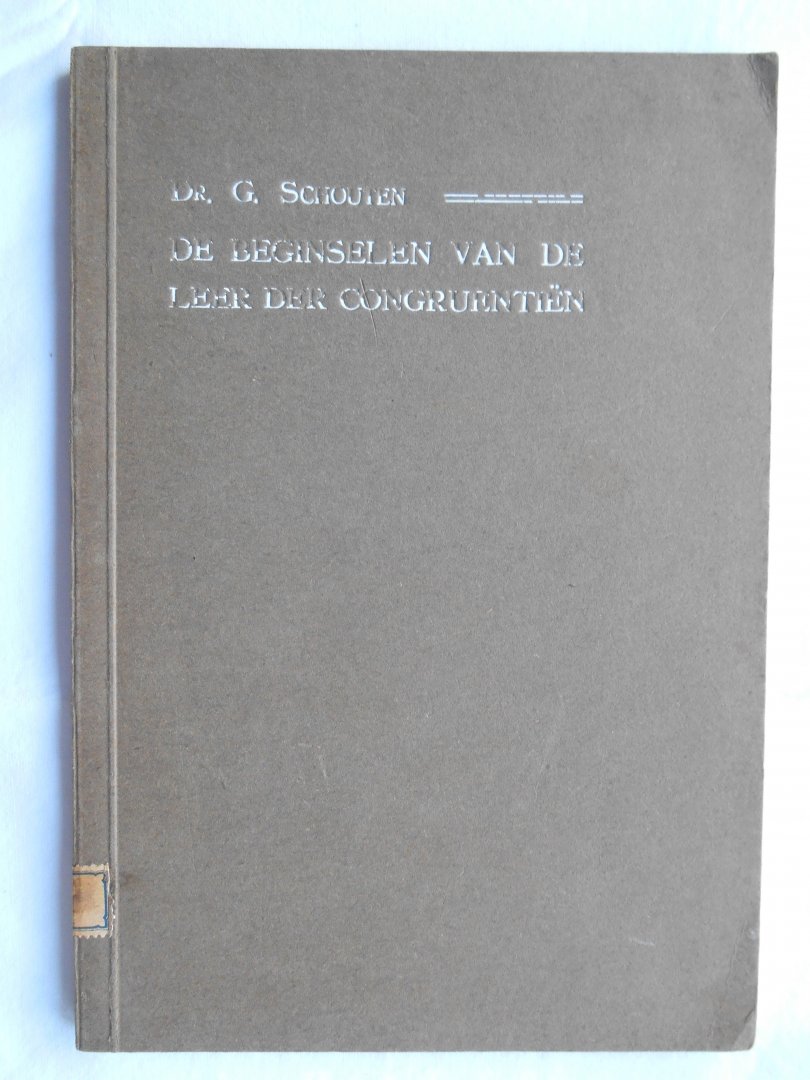 DR. G. SCHOUTEN
DE BEGINSELEN VAN DE
LEER DER CONGRUENTIËN